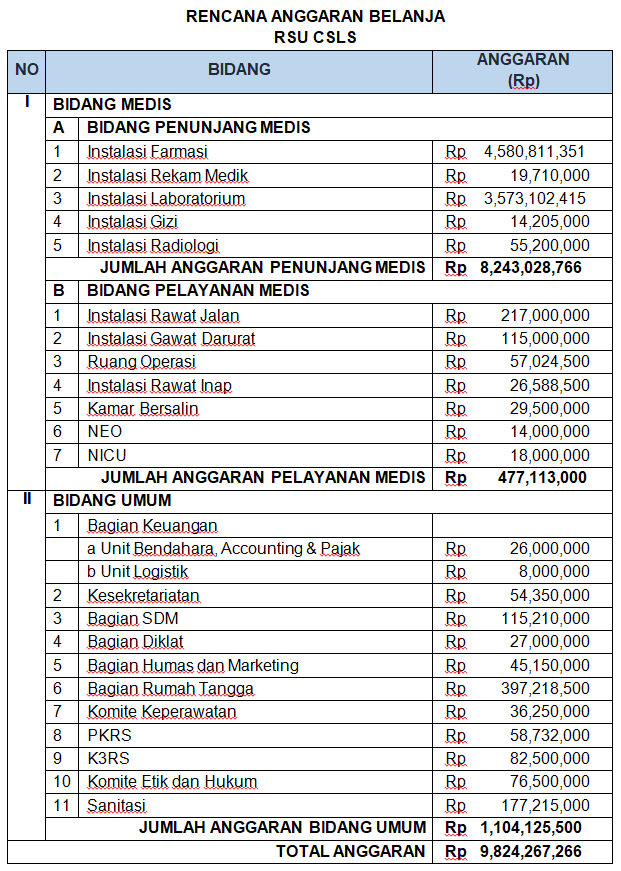 RENCANA ANGGARAN BELANJA
RSU CSLS
NO BIDANG ANGGARAN (Rp)
I BIDANG MEDIS
A BIDANG PENUNJANG MEDIS
1 Instalasi Farmasi Rp 4,580,811,351
2 Instalasi Rekam Medik Rp 19,710,000
3 Instalasi Laboratorium Rp 3,573,102,415
4 Instalasi Gizi Rp 14,205,000
5 Instalasi Radiologi Rp 55,200,000
JUMLAH ANGGARAN PENUNJANG MEDIS Rp 8,243,028,766
B BIDANG PELAYANAN MEDIS
1 Instalasi Rawat Jalan Rp 217,000,000
2 Instalasi Gawat Darurat Rp 115,000,000
3 Ruang Operasi Rp 57,024,500
4 Instalasi Rawat Inap Rp 26,588,500
5 Kamar Bersalin Rp 29,500,000
6 NEO Rp 14,000,000
7 NICU Rp 18,000,000
JUMLAH ANGGARAN PELAYANAN MEDIS Rp 477,113,000
II BIDANG UMUM
1 Bagian Keuangan
a Unit Bendahara, Accounting & Pajak Rp 26,000,000
b Unit Logistik Rp 8,000,000
2 Kesekretariatan Rp 54,350,000
3 Bagian SDM Rp 115,210,000
4 Bagian Diklat Rp 27,000,000
5 Bagian Humas dan Marketing Rp 45,150,000
6 Bagian Rumah Tangga Rp 397,218,500
7 Komite Keperawatan Rp 36,250,000
8 PKRS Rp 58,732,000
9 K3RS Rp 82,500,000
10 Komite Etik dan Hukum Rp 76,500,000
11 Sanitasi Rp 177,215,000
JUMLAH ANGGARAN BIDANG UMUM Rp 1,104,125,500
TOTAL ANGGARAN Rp 9,824,267,266